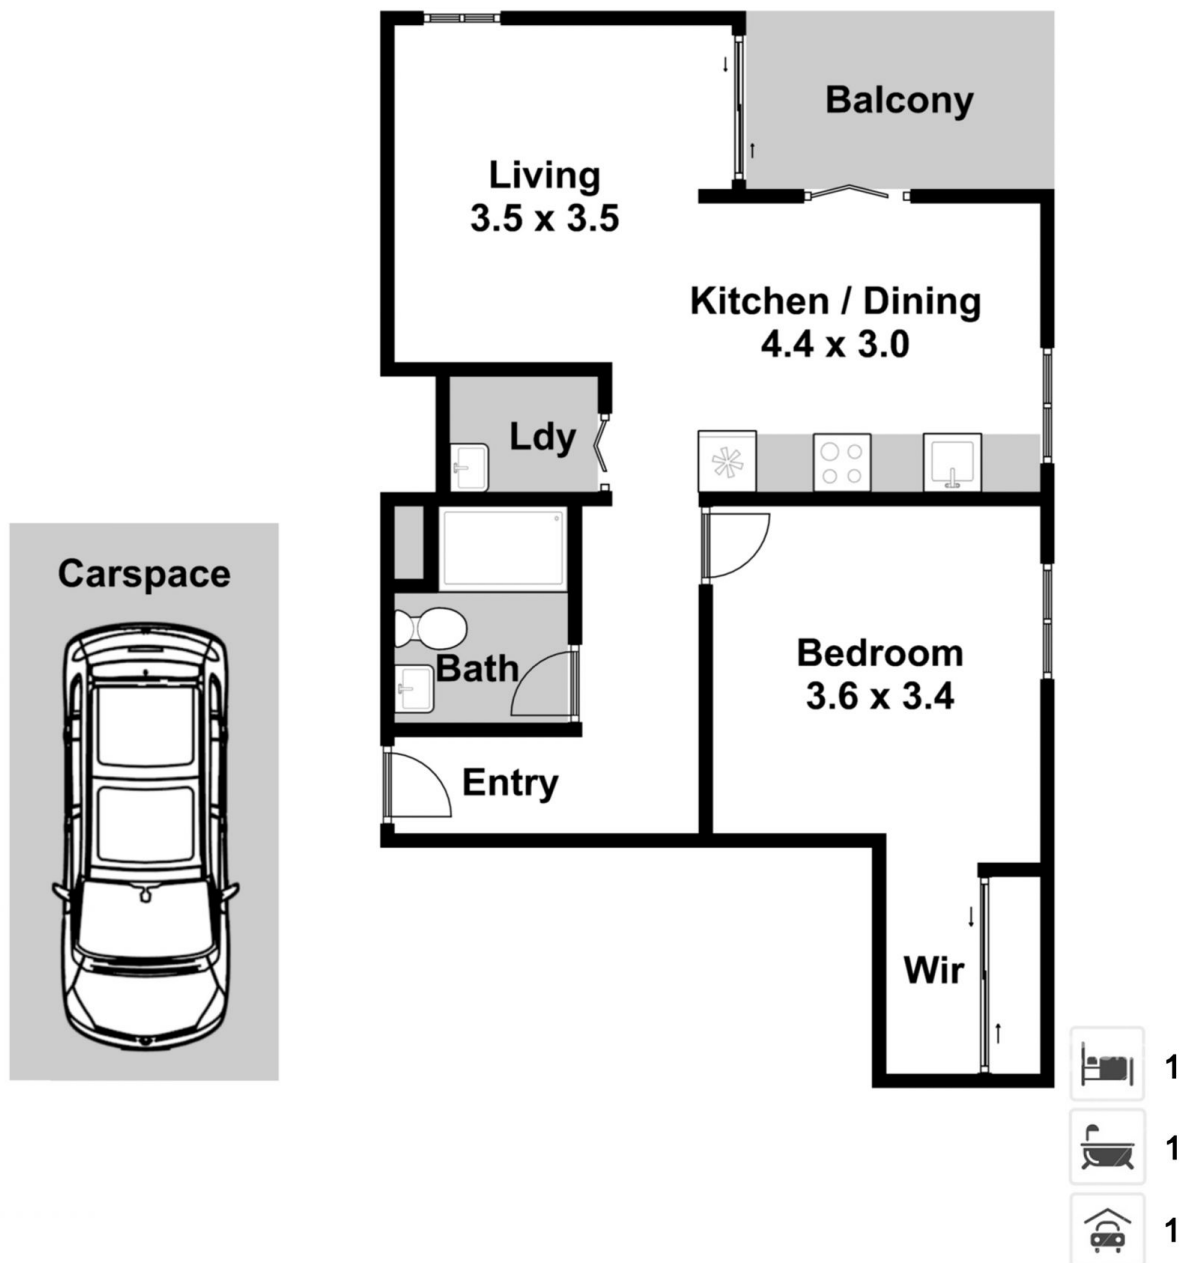 Balcony
Living
3.5 x 3.5
Kitchen / Dining
4.4 x 3.0
Ldy
Carspace
Bath
Bedroom
3.6 x 3.4
Entry
Wir
1
1
1